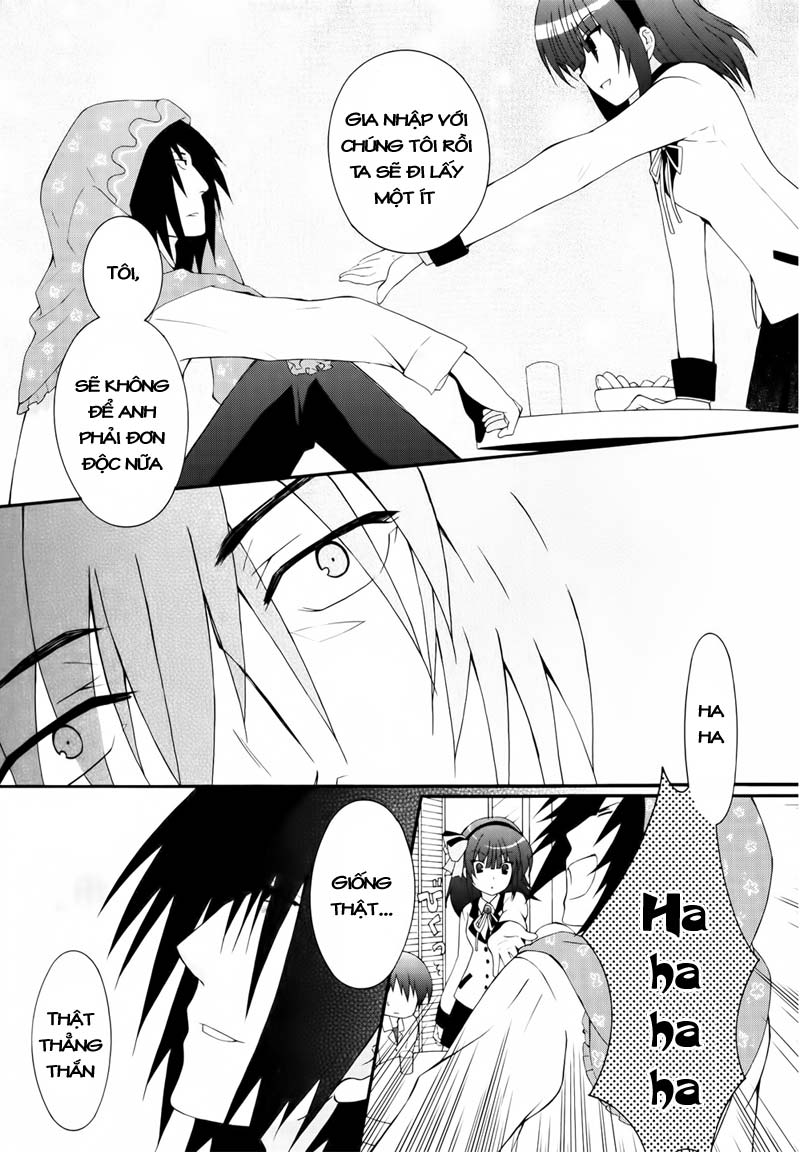 GIA NHẬP VỚI
CHÚNG TÔI RỒI
TA SẼ ĐI LẤY
MỘT ÍT
TÔI,
SẼ KHÔNG
ĐỂ ANH
PHẢI ĐƠN
ĐỘC NỮA
HA
HA
Ha
ha
ha
ha
GIỐNG
THẬT...
THẬT
THẲNG
THẮN